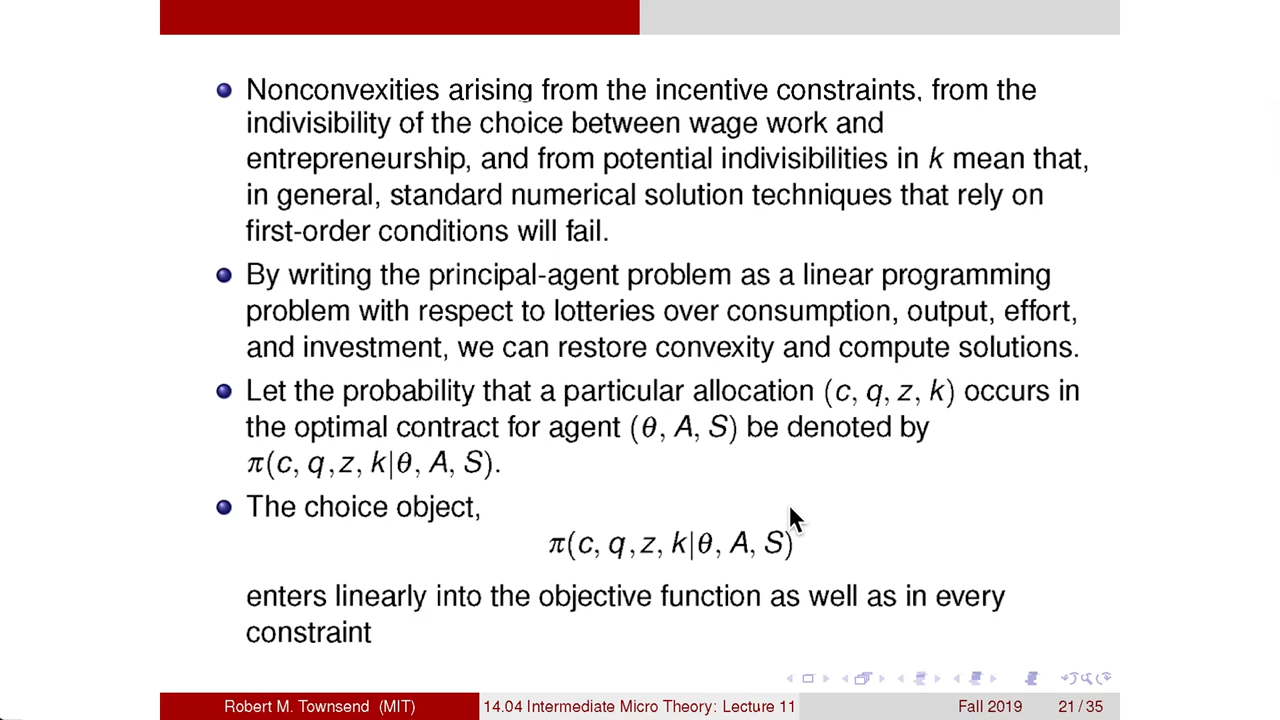 Nonconvexities arising from the incentive constraints, from the
indivisibility of the choice between wage work and
entrepreneurship, and from potential indivisibilities in k mean that,
in general, standard numerical solution techniques that rely on
first-order conditions will fail.
By writing the principal-agent problem as a linear programming
problem with respect to lotteries over consumption, output, effort,
and investment, we can restore convexity and compute solutions.
Let the probability that a particular allocation (c, q, z, k) occurs in
the optimal contract for agent (θ, A, S) be denoted by
π(c, q, z, k|θ, A, S).
The choice object,
π(c, q, z, k|θ, A, S)
enters linearly into the objective function as well as in every
constraint
Robert M. Townsend (MIT) 14.04 Intermediate Micro Theory: Lecture 11 Fall 2019 21 / 35